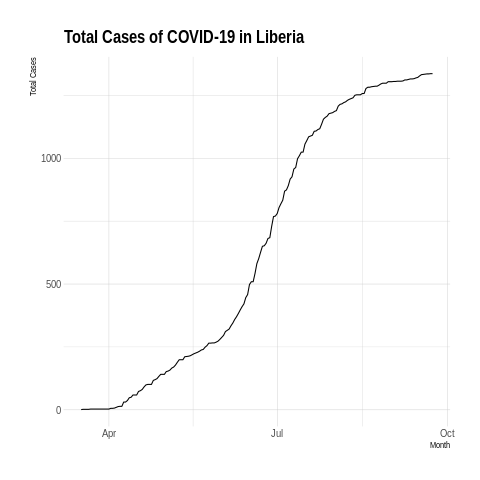 Total Cases of COVID-19 in Liberia
Total Cases
1000
500
0
Apr
Jul
Oct
Month